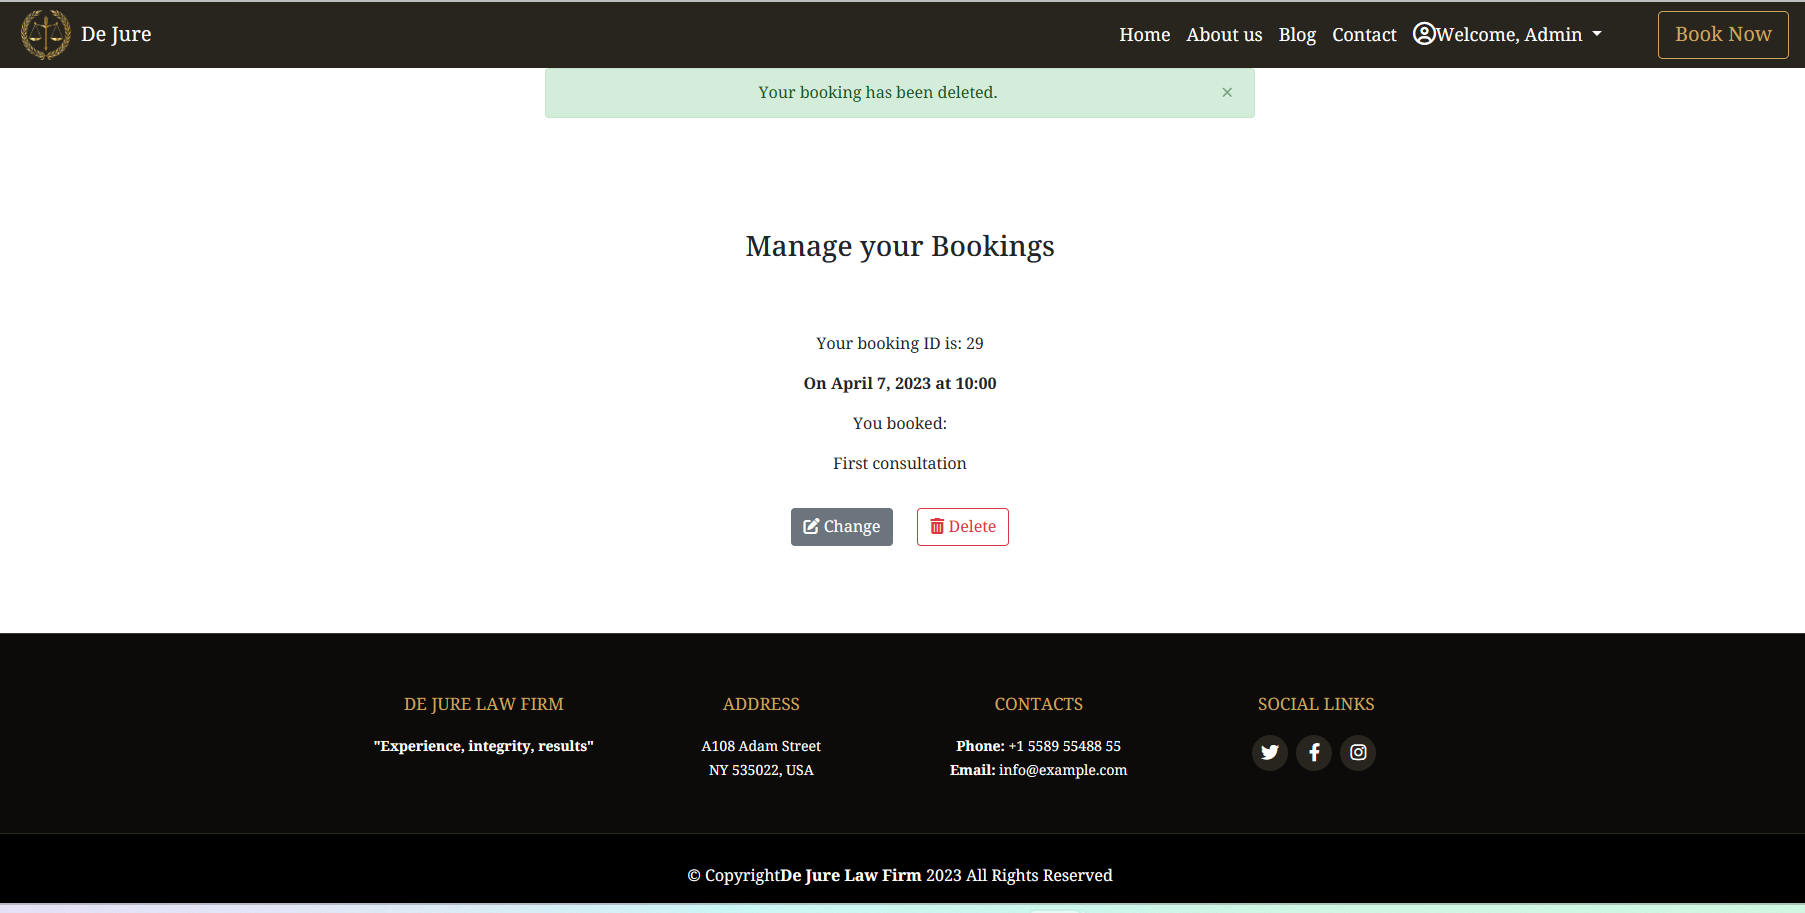 De Jure
Home About us Blog Contact Welcome, Admin Book Now
Your booking has been deleted. ×
Manage your Bookings
Your booking ID is: 29
On April 7, 2023 at 10:00
You booked:
First consultation
Change Delete
DE JURE LAW FIRM
"Experience, integrity, results"
ADDRESS
A108 Adam Street
NY 535022, USA
CONTACTS
Phone: +1 5589 55488 55
Email: info@example.com
SOCIAL LINKS
© CopyrightDe Jure Law Firm 2023 All Rights Reserved